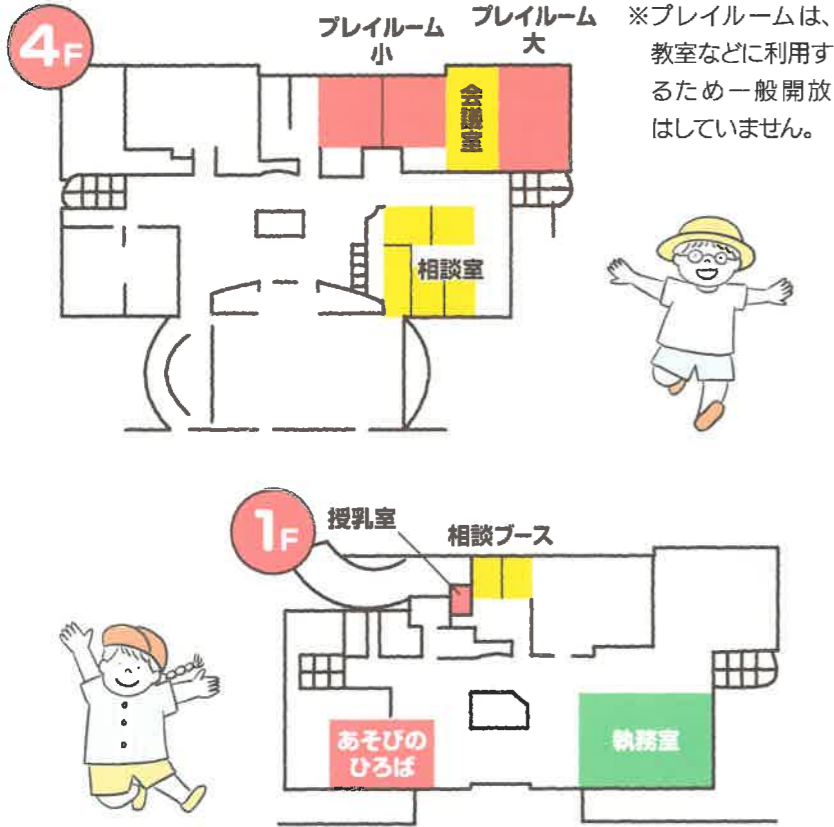 4F
プレイルーム
小
プレイルーム
大
※プレイルームは、
教室などに利用す
るため一般開放
はしていません。
会議室
相談室
1F
授乳室
相談ブース
あそびの
ひろば
執務室